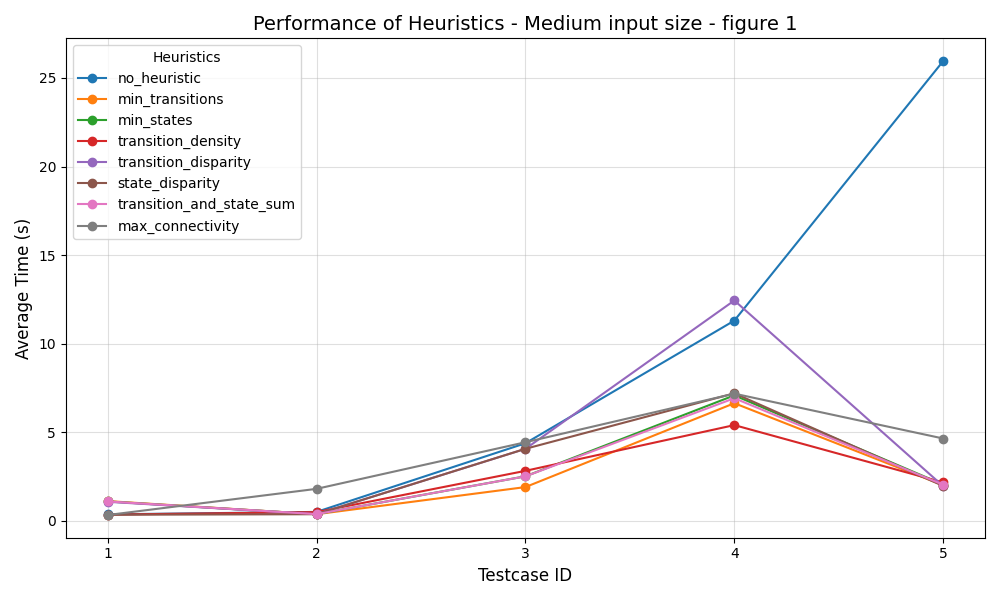 Performance of Heuristics - Medium input size - figure 1
Heuristics
no_heuristic
min_transitions
min_states
transition_density
transition_disparity
state_disparity
transition_and_state_sum
max_connectivity
Average Time (s)
25
20
15
10
5
0
1 2 3 4 5
Testcase ID